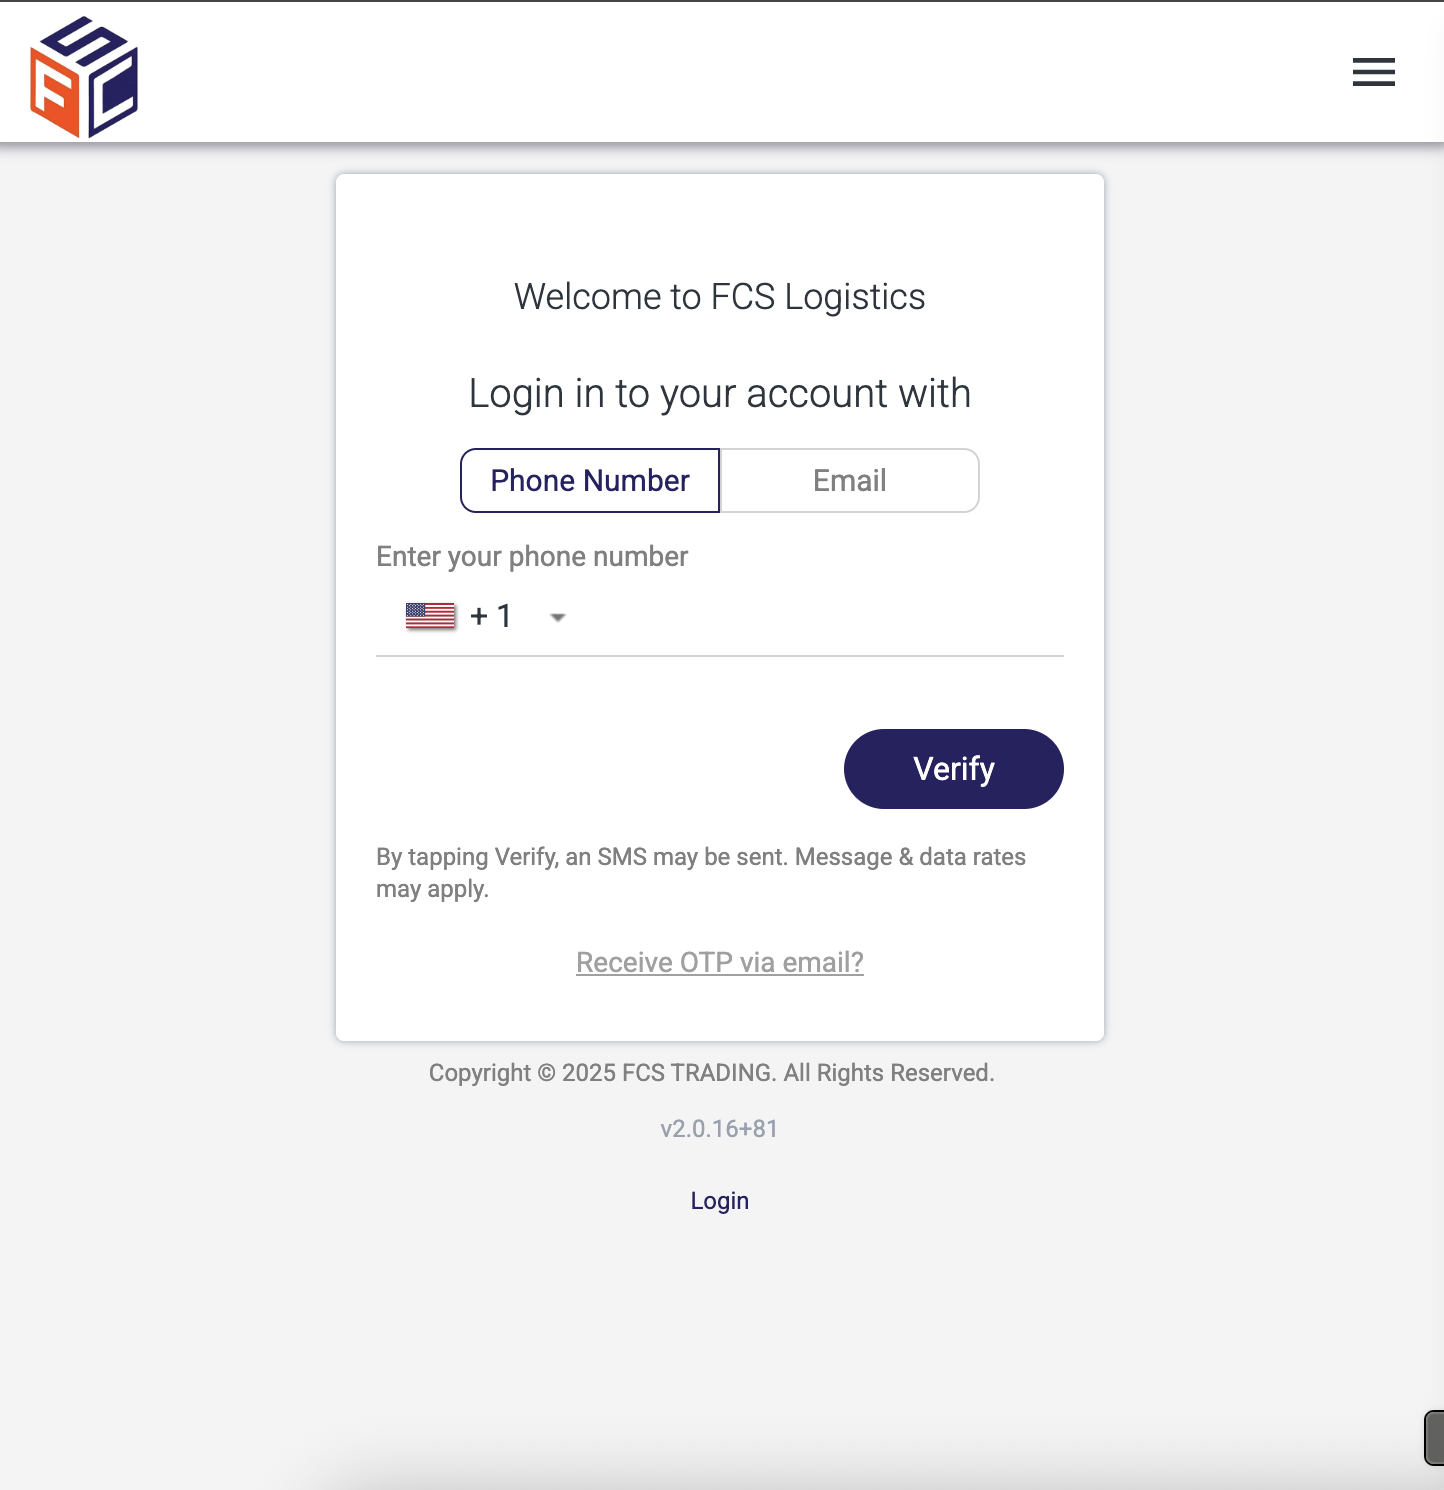 FSC
Welcome to FCS Logistics
Login in to your account with
Phone Number
Email
Enter your phone number
+ 1
Verify
By tapping Verify, an SMS may be sent. Message & data rates
may apply.
Receive OTP via email?
Copyright © 2025 FCS TRADING. All Rights Reserved.
v2.0.16+81
Login